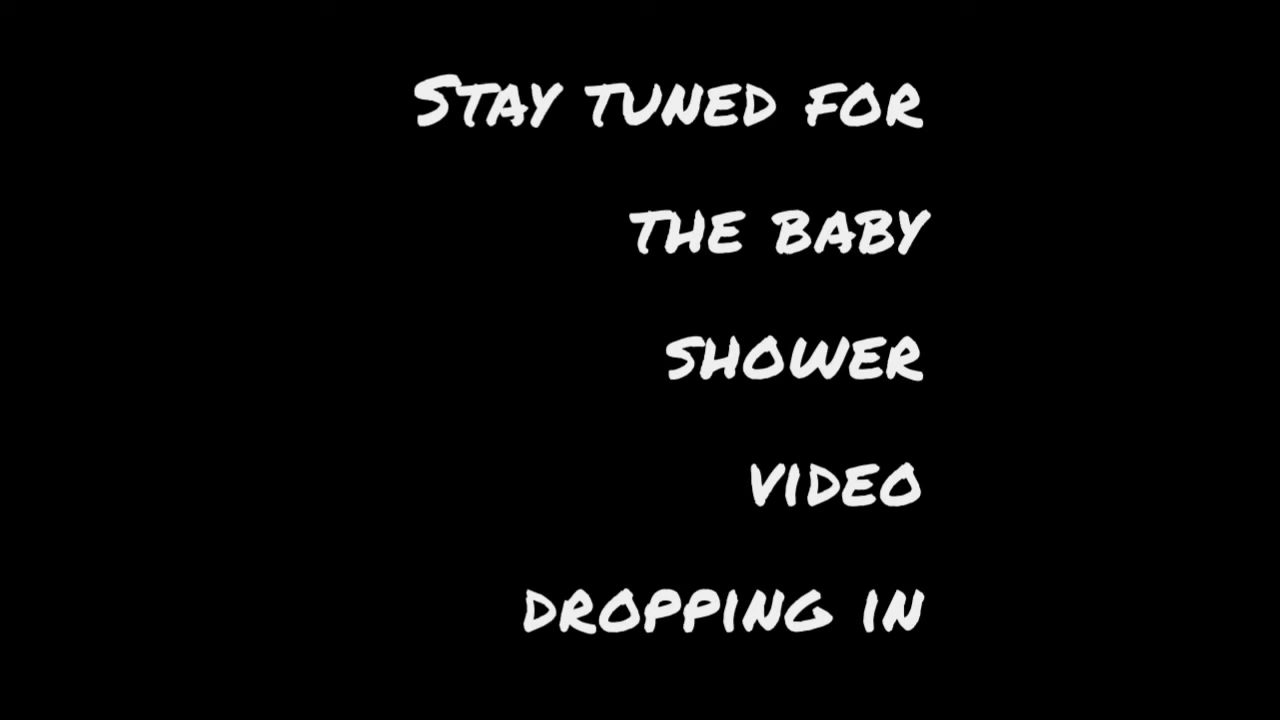 Stay tuned for
the baby
shower
video
dropping in